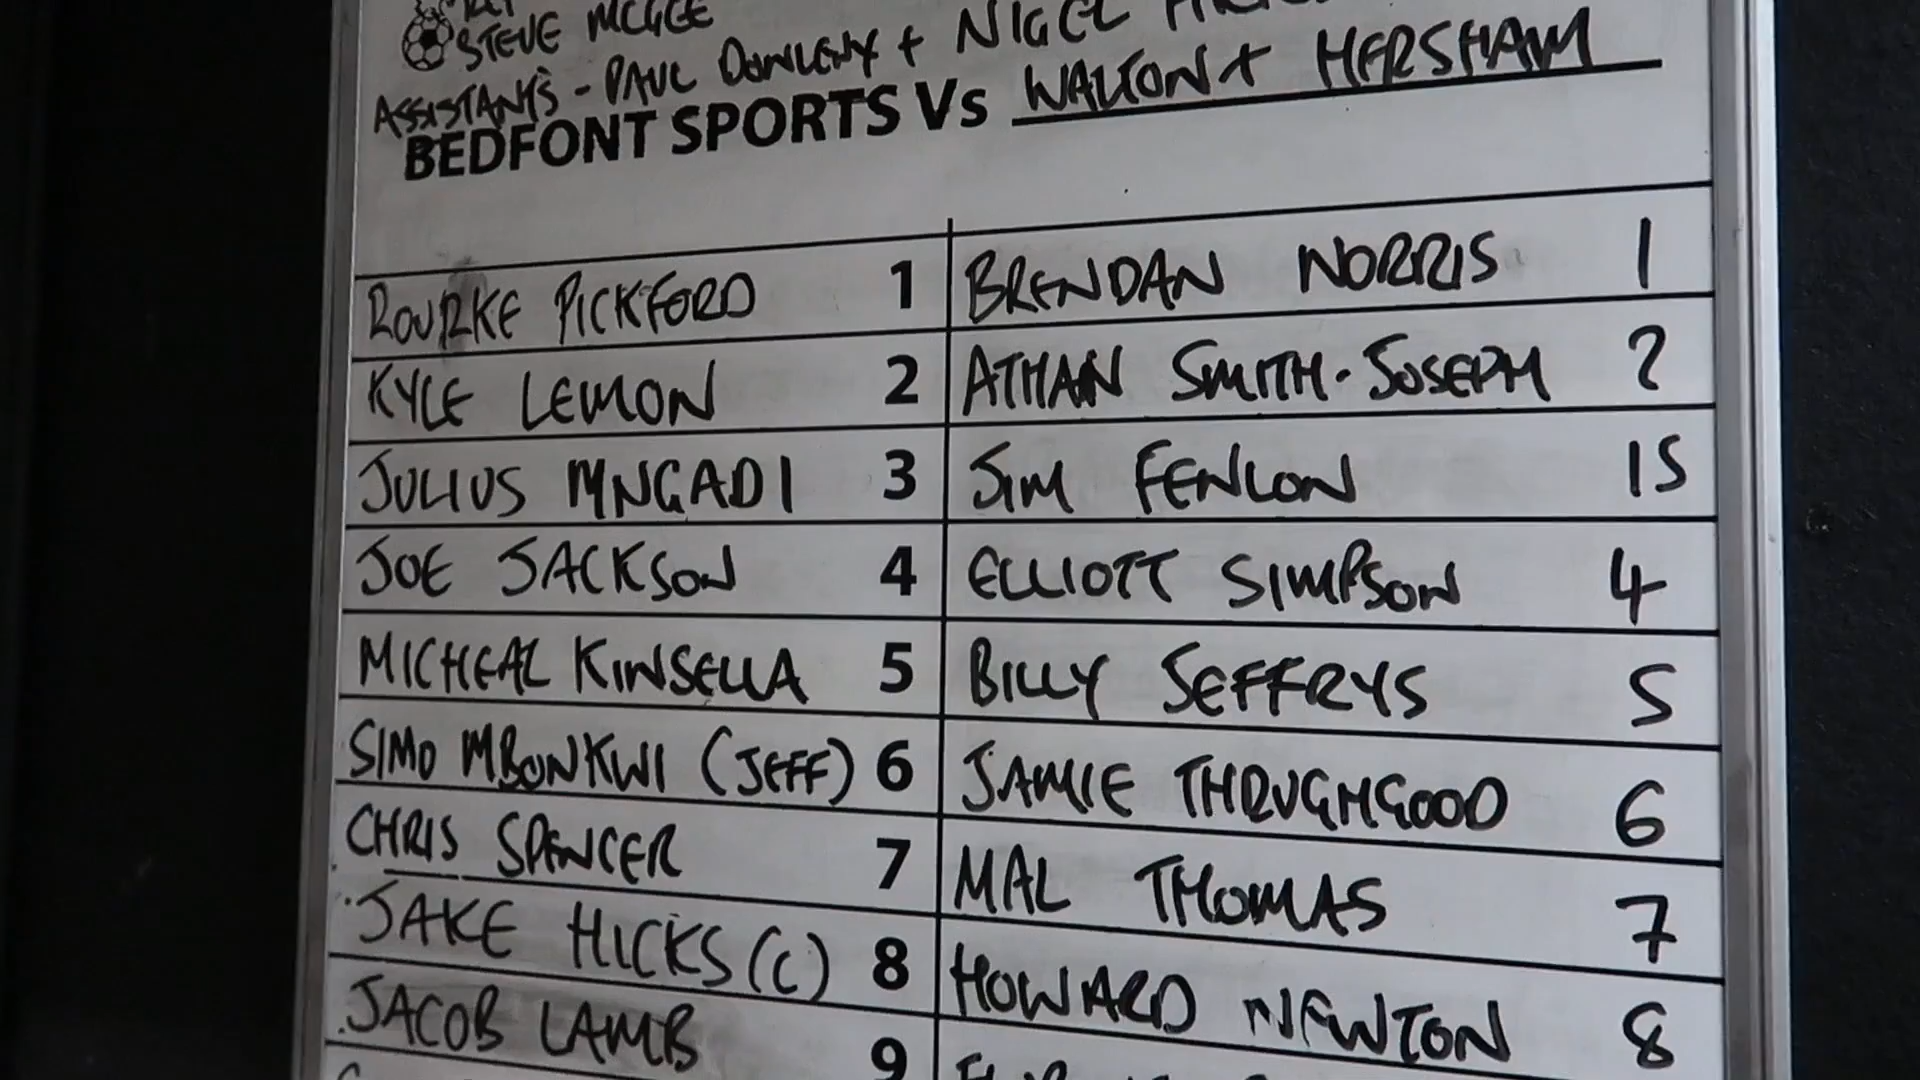 STEVE MCGEE
ASSISTANTS - PAUL DOWLENY + NIGEL
BEDFONT SPORTS Vs WALTON + HERSHAM
ROURKE PICKFORD 1 BRENDAN NORRIS 1
KYLE LEMON 2 ATHAN SMITH-JOSEPH 2
JULIUS MNGADI 3 JIM FENLON 15
JOE JACKSON 4 ELLIOTT SIMPSON 4
MICHEAL KINSELLA 5 BILLY JEFFRYS 5
SIMO MBONKWI (JEFF) 6 JAMIE THRUGHGOOD 6
CHRIS SPENCER 7 MAL THOMAS 7
JAKE HICKS (C) 8 HOWARD NEWTON 8
JACOB LAMB 9